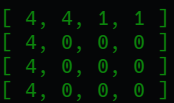 [ 4, 4, 1, 1 ]
[ 4, 0, 0, 0 ]
[ 4, 0, 0, 0 ]
[ 4, 0, 0, 0 ]